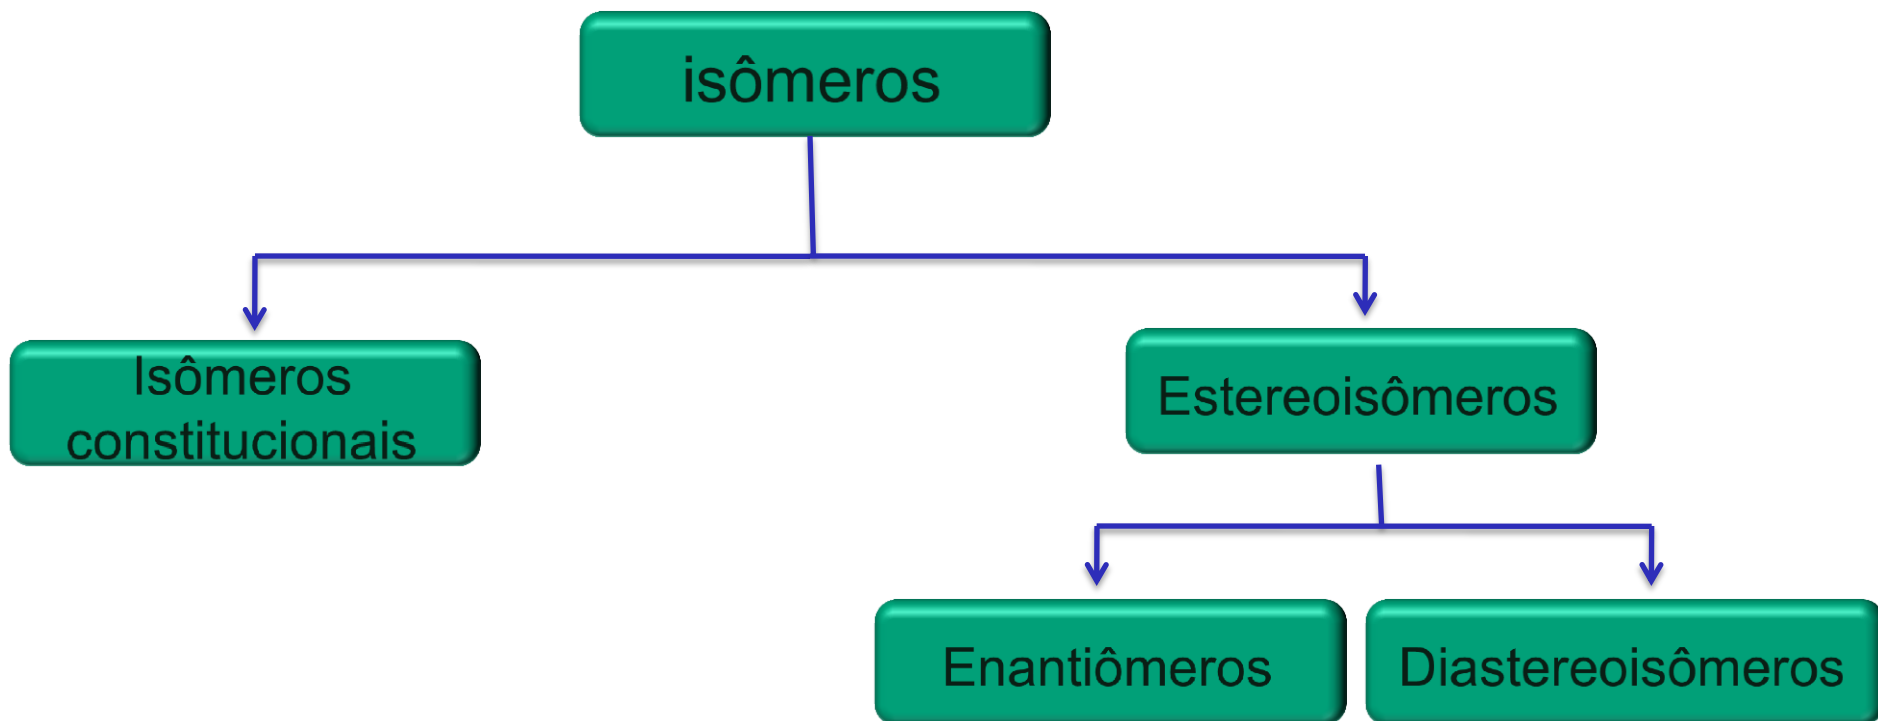 isômeros
Isômeros
constitucionais
Estereoisômeros
Enantiômeros
Diastereoisômeros